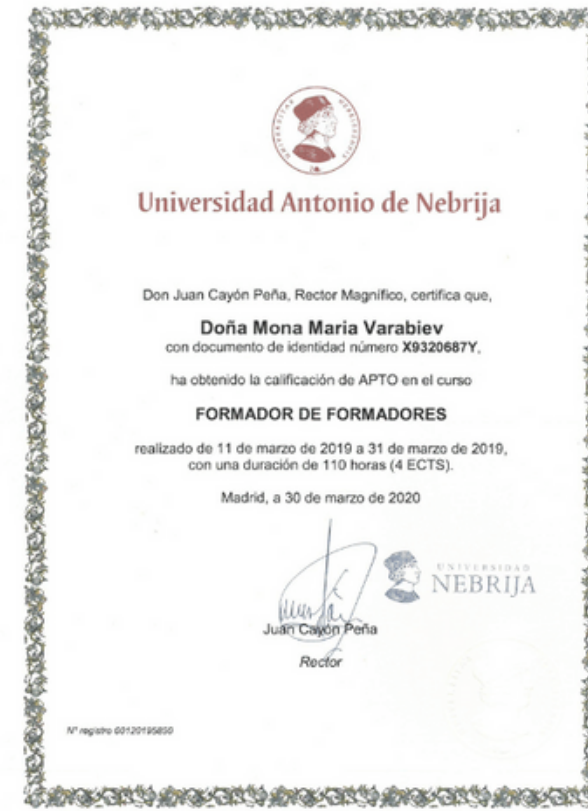 Universidad Antonio de Nebrija
Don Juan Cayón Peña, Rector Magnífico, certifica que,
Doña Mona Maria Varabiev
con documento de identidad número X9320687Y,
ha obtenido la calificación de APTO en el curso
FORMADOR DE FORMADORES
realizado de 11 de marzo de 2019 a 31 de marzo de 2019,
con una duración de 110 horas (4 ECTS).
Madrid, a 30 de marzo de 2020
UNIVERSIDAD
NEBRIJA
Juan Cayón Peña
Rector
Nº registro 60120195850